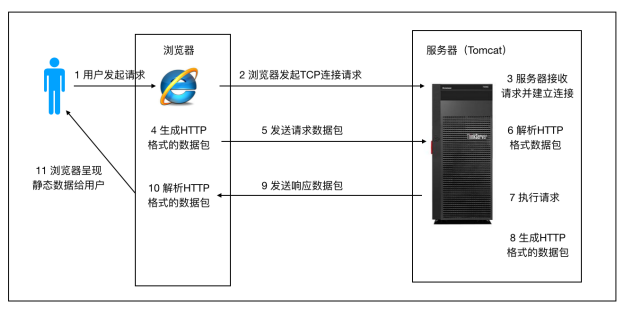 浏览器
服务器（Tomcat）
1 用户发起请求
2 浏览器发起TCP连接请求
3 服务器接收
请求并建立连接
4 生成HTTP
格式的数据包
5 发送请求数据包
6 解析HTTP
格式数据包
7 执行请求
8 生成HTTP
格式的数据包
9 发送响应数据包
10 解析HTTP
格式的数据包
11 浏览器呈现
静态数据给用户
ThinkServer